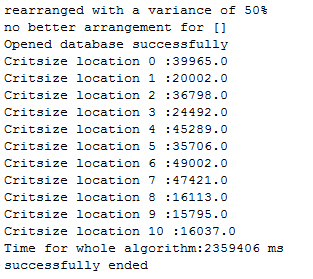 rearranged with a variance of 50%
no better arrangement for []
Opened database successfully
Critsize location 0 :39965.0
Critsize location 1 :20002.0
Critsize location 2 :36798.0
Critsize location 3 :24492.0
Critsize location 4 :45289.0
Critsize location 5 :35706.0
Critsize location 6 :49002.0
Critsize location 7 :47421.0
Critsize location 8 :16113.0
Critsize location 9 :15795.0
Critsize location 10 :16037.0
Time for whole algorithm:2359406 ms
successfully ended